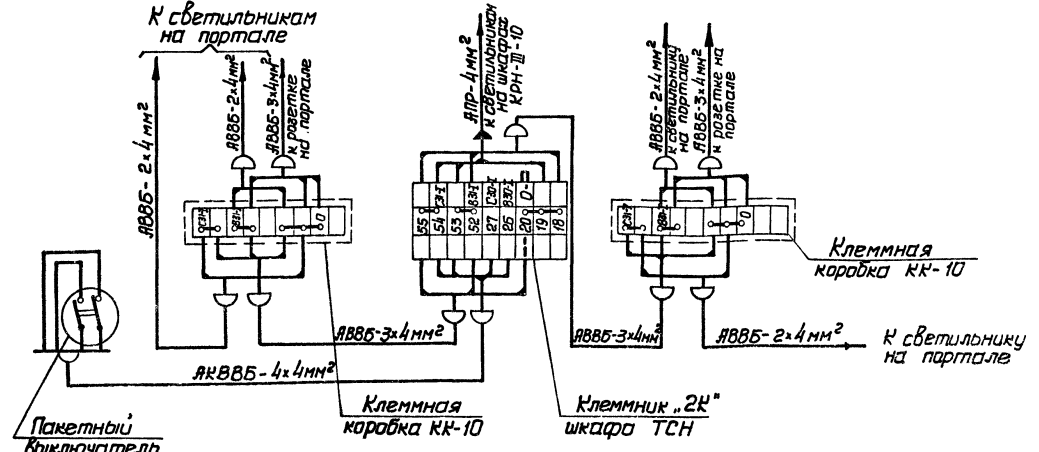 К светильникам
на портале
АВВБ-2×4мм²
АВВБ-2×4мм²
АВВБ-3×4мм²
к розетке
на портале
АПР-4мм²
к светильникам
на шкафах
КРН-III-10
АВВБ-2×4мм²
к светильнику
на портале
АВВБ-3×4мм²
к розетке на
портале
0
55
54
53
52
27
26
20
19
18
0-
0
Клеммная
коробка КК-10
АВВБ-3×4мм²
АВВБ-3×4мм²
АВВБ-2×4мм²
К светильнику
на портале
АКВВБ-4×4мм²
Пакетный
выключатель
Клеммная
коробка КК-10
Клеммник „2К"
шкафа ТСН